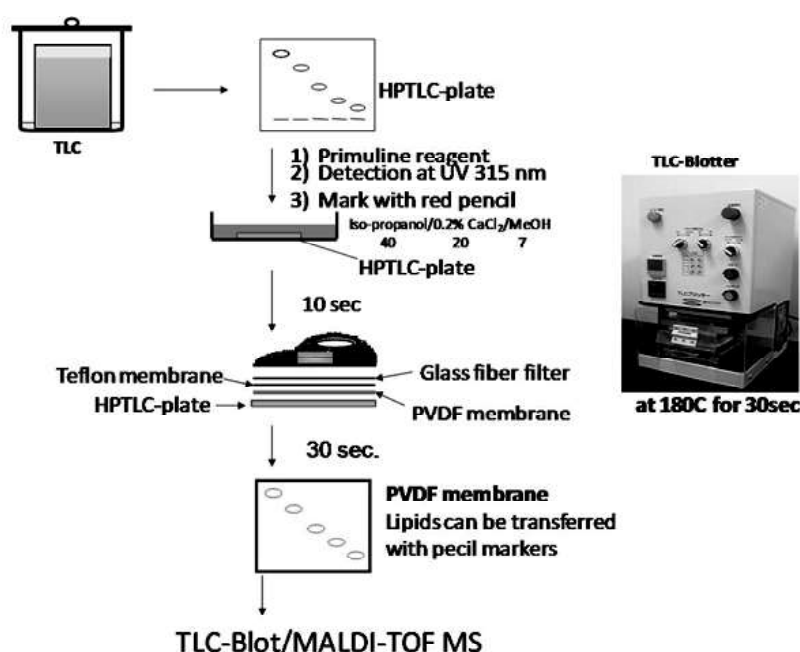 TLC
HPTLC-plate
1) Primuline reagent
2) Detection at UV 315 nm
3) Mark with red pencil
Iso-propanol/0.2% CaCl₂/MeOH
40 20 7
HPTLC-plate
10 sec
Teflon membrane
Glass fiber filter
HPTLC-plate
PVDF membrane
30 sec.
PVDF membrane
Lipids can be transferred
with pecil markers
TLC-Blot/MALDI-TOF MS
TLC-Blotter
at 180C for 30sec